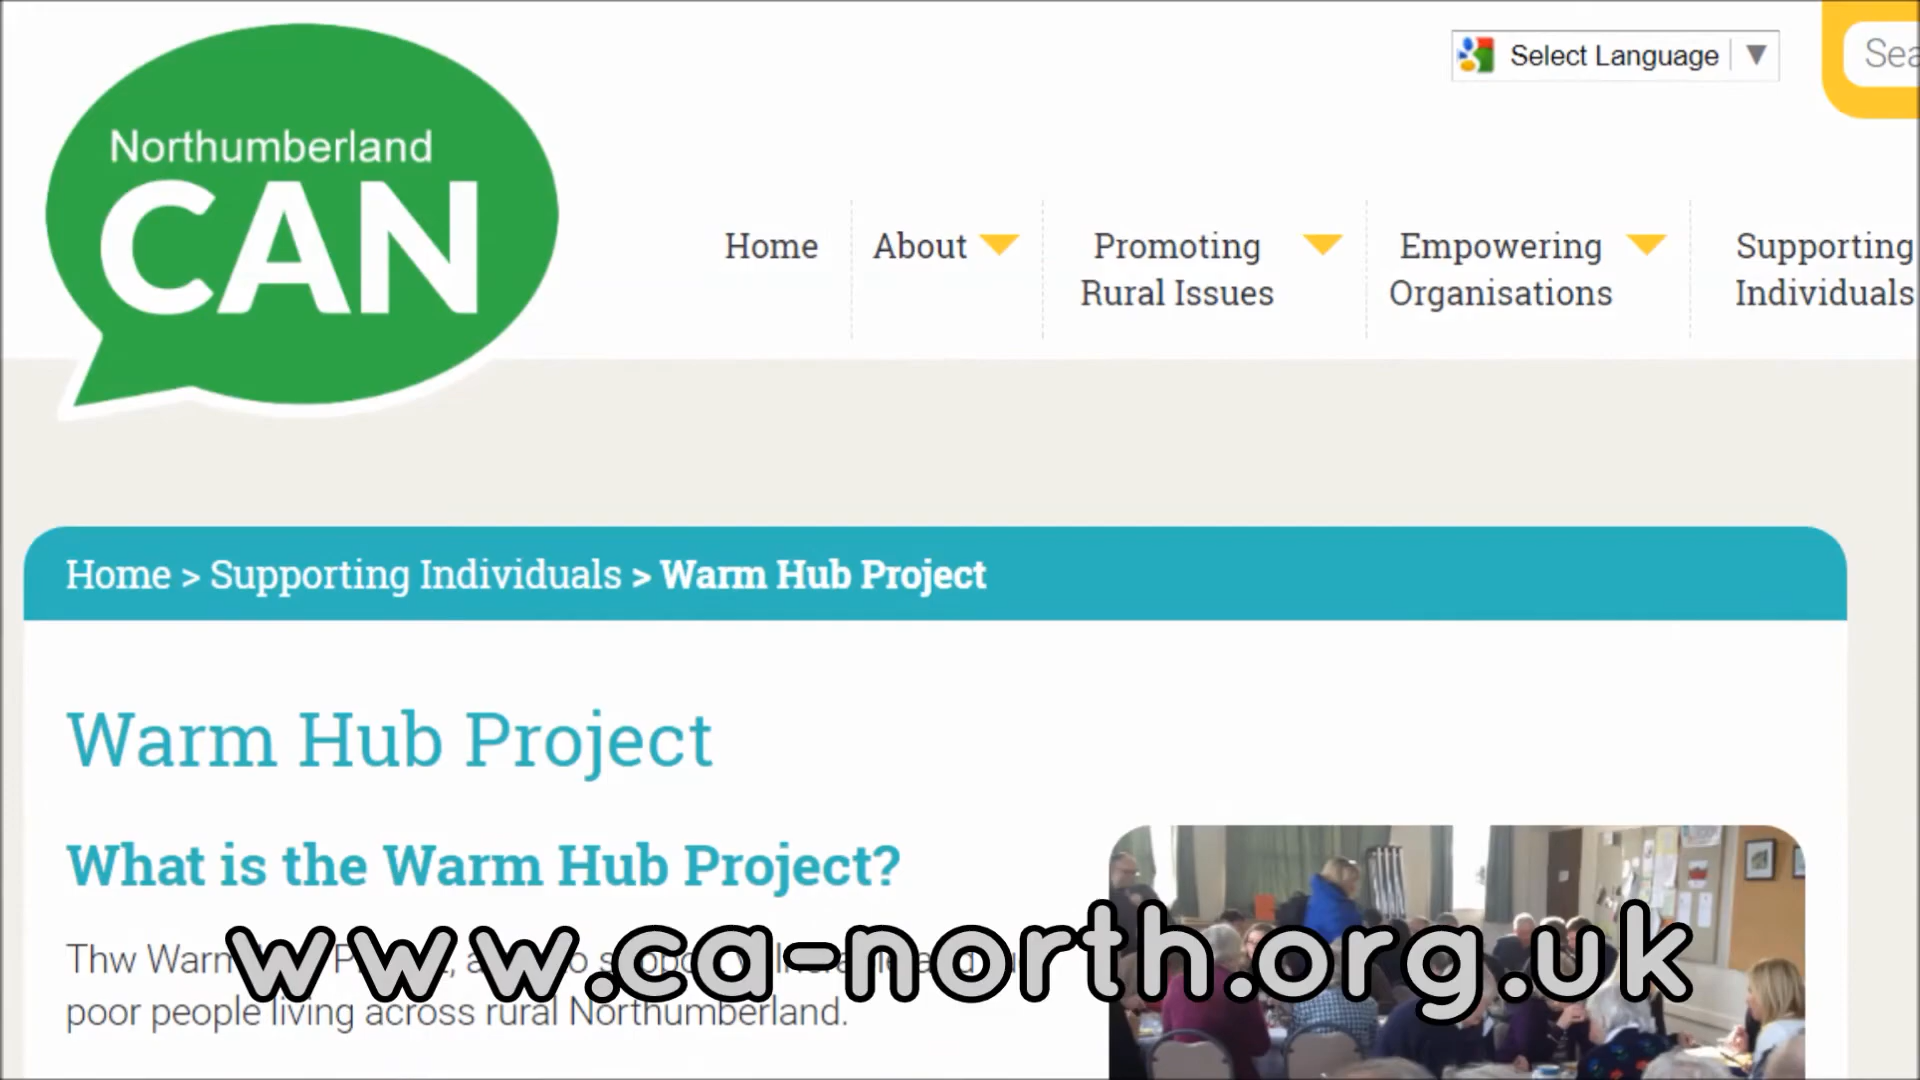 Northumberland
CAN
Select Language
Sea
Home
About
Promoting
Rural Issues
Empowering
Organisations
Supporting
Individuals
Home > Supporting Individuals > Warm Hub Project
Warm Hub Project
What is the Warm Hub Project?
Thw Warm
poor people living across rural Northumberland.
www.ca-north.org.uk